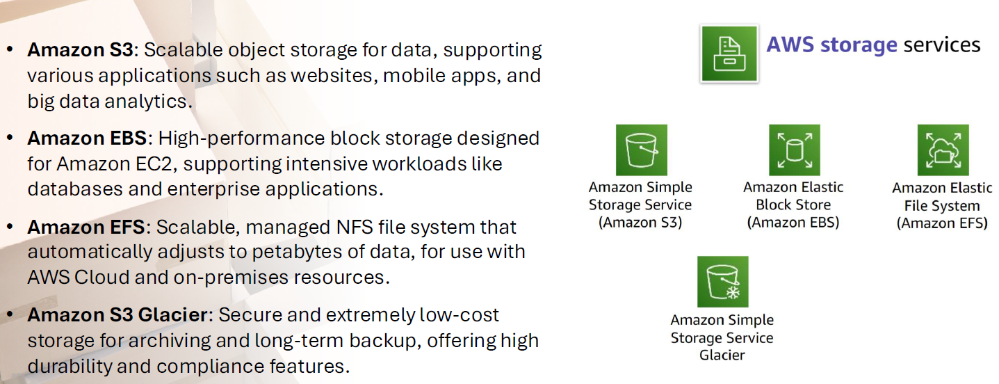 • Amazon S3: Scalable object storage for data, supporting
various applications such as websites, mobile apps, and
big data analytics.
• Amazon EBS: High-performance block storage designed
for Amazon EC2, supporting intensive workloads like
databases and enterprise applications.
• Amazon EFS: Scalable, managed NFS file system that
automatically adjusts to petabytes of data, for use with
AWS Cloud and on-premises resources.
• Amazon S3 Glacier: Secure and extremely low-cost
storage for archiving and long-term backup, offering high
durability and compliance features.
AWS storage services
Amazon Simple
Storage Service
(Amazon S3)
Amazon Elastic
Block Store
(Amazon EBS)
Amazon Elastic
File System
(Amazon EFS)
Amazon Simple
Storage Service
Glacier